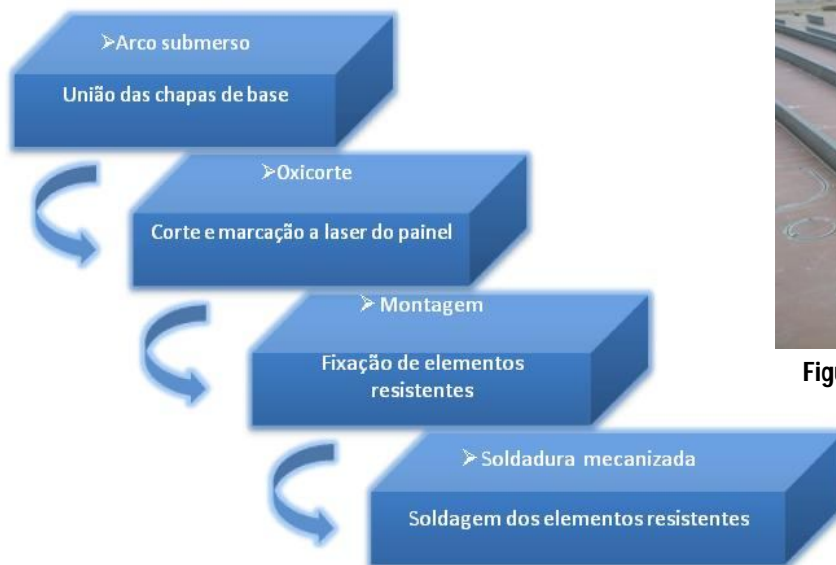 ➢Arco submerso
União das chapas de base
➢Oxicorte
Corte e marcação a laser do painel
➢ Montagem
Fixação de elementos
resistentes
➢ Soldadura mecanizada
Soldagem dos elementos resistentes